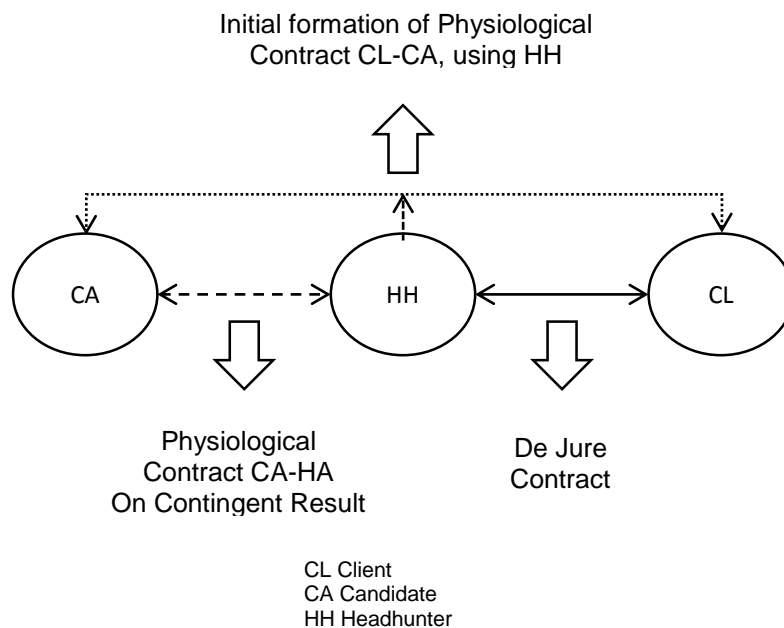 Initial formation of Physiological
Contract CL-CA, using HH
CA
HH
CL
Physiological
Contract CA-HA
On Contingent Result
De Jure
Contract
CL Client
CA Candidate
HH Headhunter